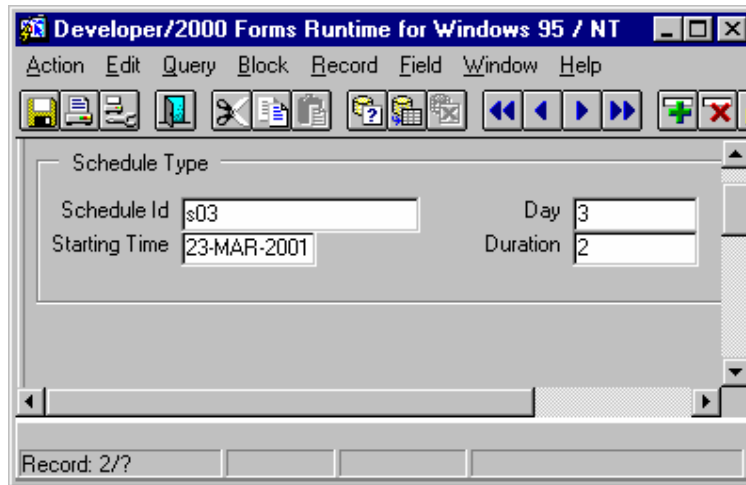 Developer/2000 Forms Runtime for Windows 95 / NT
Action Edit Query Block Record Field Window Help
Schedule Type
Schedule Id s03 Day 3
Starting Time 23-MAR-2001 Duration 2
Record: 2/?